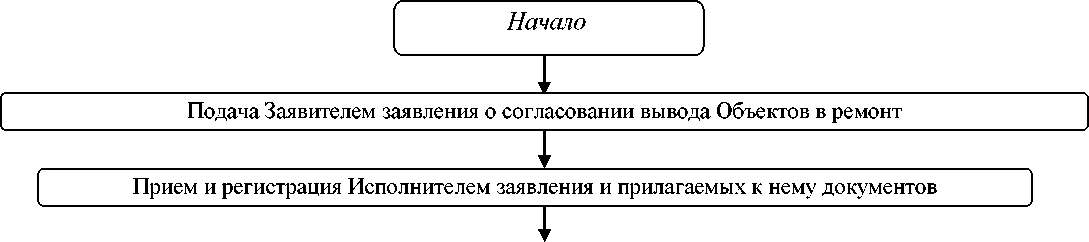 Начало
Подача Заявителем заявления о согласовании вывода Объектов в ремонт
Прием и регистрация Исполнителем заявления и прилагаемых к нему документов